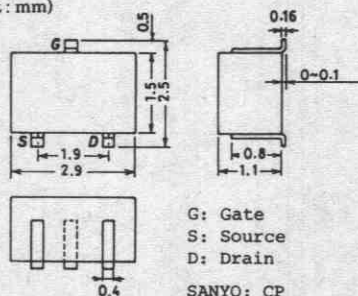 : mm)
0.5
G
1.5
2.5
S
D
1.9
2.9
0.16
0~0.1
0.8
1.1
0.4
G: Gate
S: Source
D: Drain
SANYO: CP